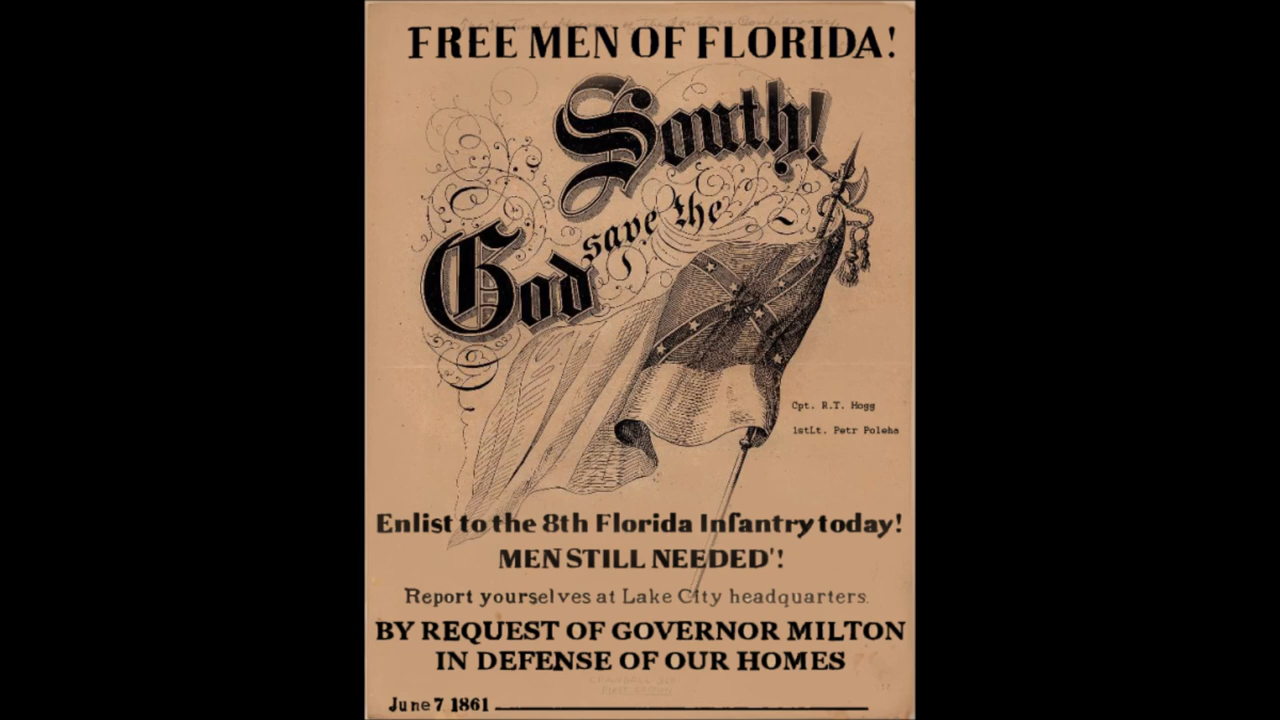 FREE MEN OF FLORIDA!
God save the South!
Cpt. R.T. Hogg
1stLt. Petr Poleha
Enlist to the 8th Florida Infantry today!
MEN STILL NEEDED'!
Report yourselves at Lake City headquarters.
BY REQUEST OF GOVERNOR MILTON
IN DEFENSE OF OUR HOMES
June 7 1861